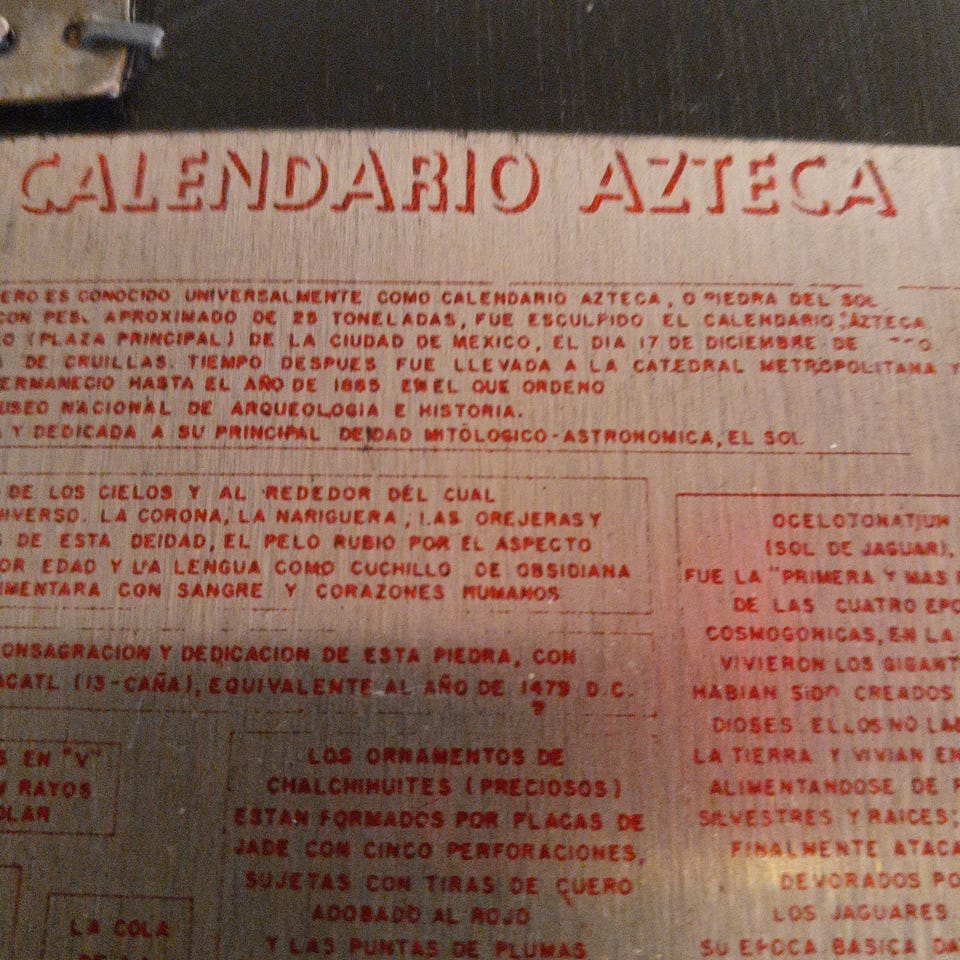 CALENDARIO AZTECA
ERO ES CONOCIDO UNIVERSALMENTE COMO CALENDARIO AZTECA, O PIEDRA DEL SOL
CON APROXIMADO DE 25 TONELADAS, FUE ESCULPIDO EL CALENDARIO AZTECA
O (PLAZA PRINCIPAL) DE LA CIUDAD DE MEXICO, EL DIA 17 DE DICIEMBRE DE
DE CRUILLAS. TIEMPO DESPUES FUE LLEVADA A LA CATEDRAL METROPOLITANA Y
ERMANECIO HASTA EL AÑO DE 1885 EN EL QUE ORDENO
USEO NACIONAL DE ARQUEOLOGIA E HISTORIA.
A Y DEDICADA A SU PRINCIPAL DEIDAD MITOLOGICO-ASTRONOMICA, EL SOL
DE LOS CIELOS Y AL REDEDOR DEL CUAL
IVERSO. LA CORONA, LA NARIGUERA, LAS OREJERAS Y
S DE ESTA DEIDAD, EL PELO RUBIO POR EL ASPECTO
OR EDAD Y LA LENGUA COMO CUCHILLO DE OBSIDIANA
IMENTARA CON SANGRE Y CORAZONES HUMANOS
ONSAGRACION Y DEDICACION DE ESTA PIEDRA, CON
ACATL (13-CAÑA), EQUIVALENTE AL AÑO DE 1479 D.C.
S EN "V"
Y RAYOS
OLAR
LOS ORNAMENTOS DE
CHALCHIHUITES (PRECIOSOS)
ESTAN FORMADOS POR PLACAS DE
JADE CON CINCO PERFORACIONES,
SUJETAS CON TIRAS DE CUERO
ADOBADO AL ROJO
Y LAS PUNTAS DE PLUMAS
LA COLA
DE LA
OCELOTONATIUH
(SOL DE JAGUAR),
FUE LA "PRIMERA Y MAS
DE LAS CUATRO EPO
COSMOGONICAS, EN LA
VIVIERON LOS GIGANT
HABIAN SIDO CREADOS
DIOSES. ELLOS NO LAB
LA TIERRA Y VIVIAN EN
ALIMENTANDOSE DE
SILVESTRES Y RAICES;
FINALMENTE ATACA
DEVORADOS PO
LOS JAGUARES
SU EPOCA BASICA DA